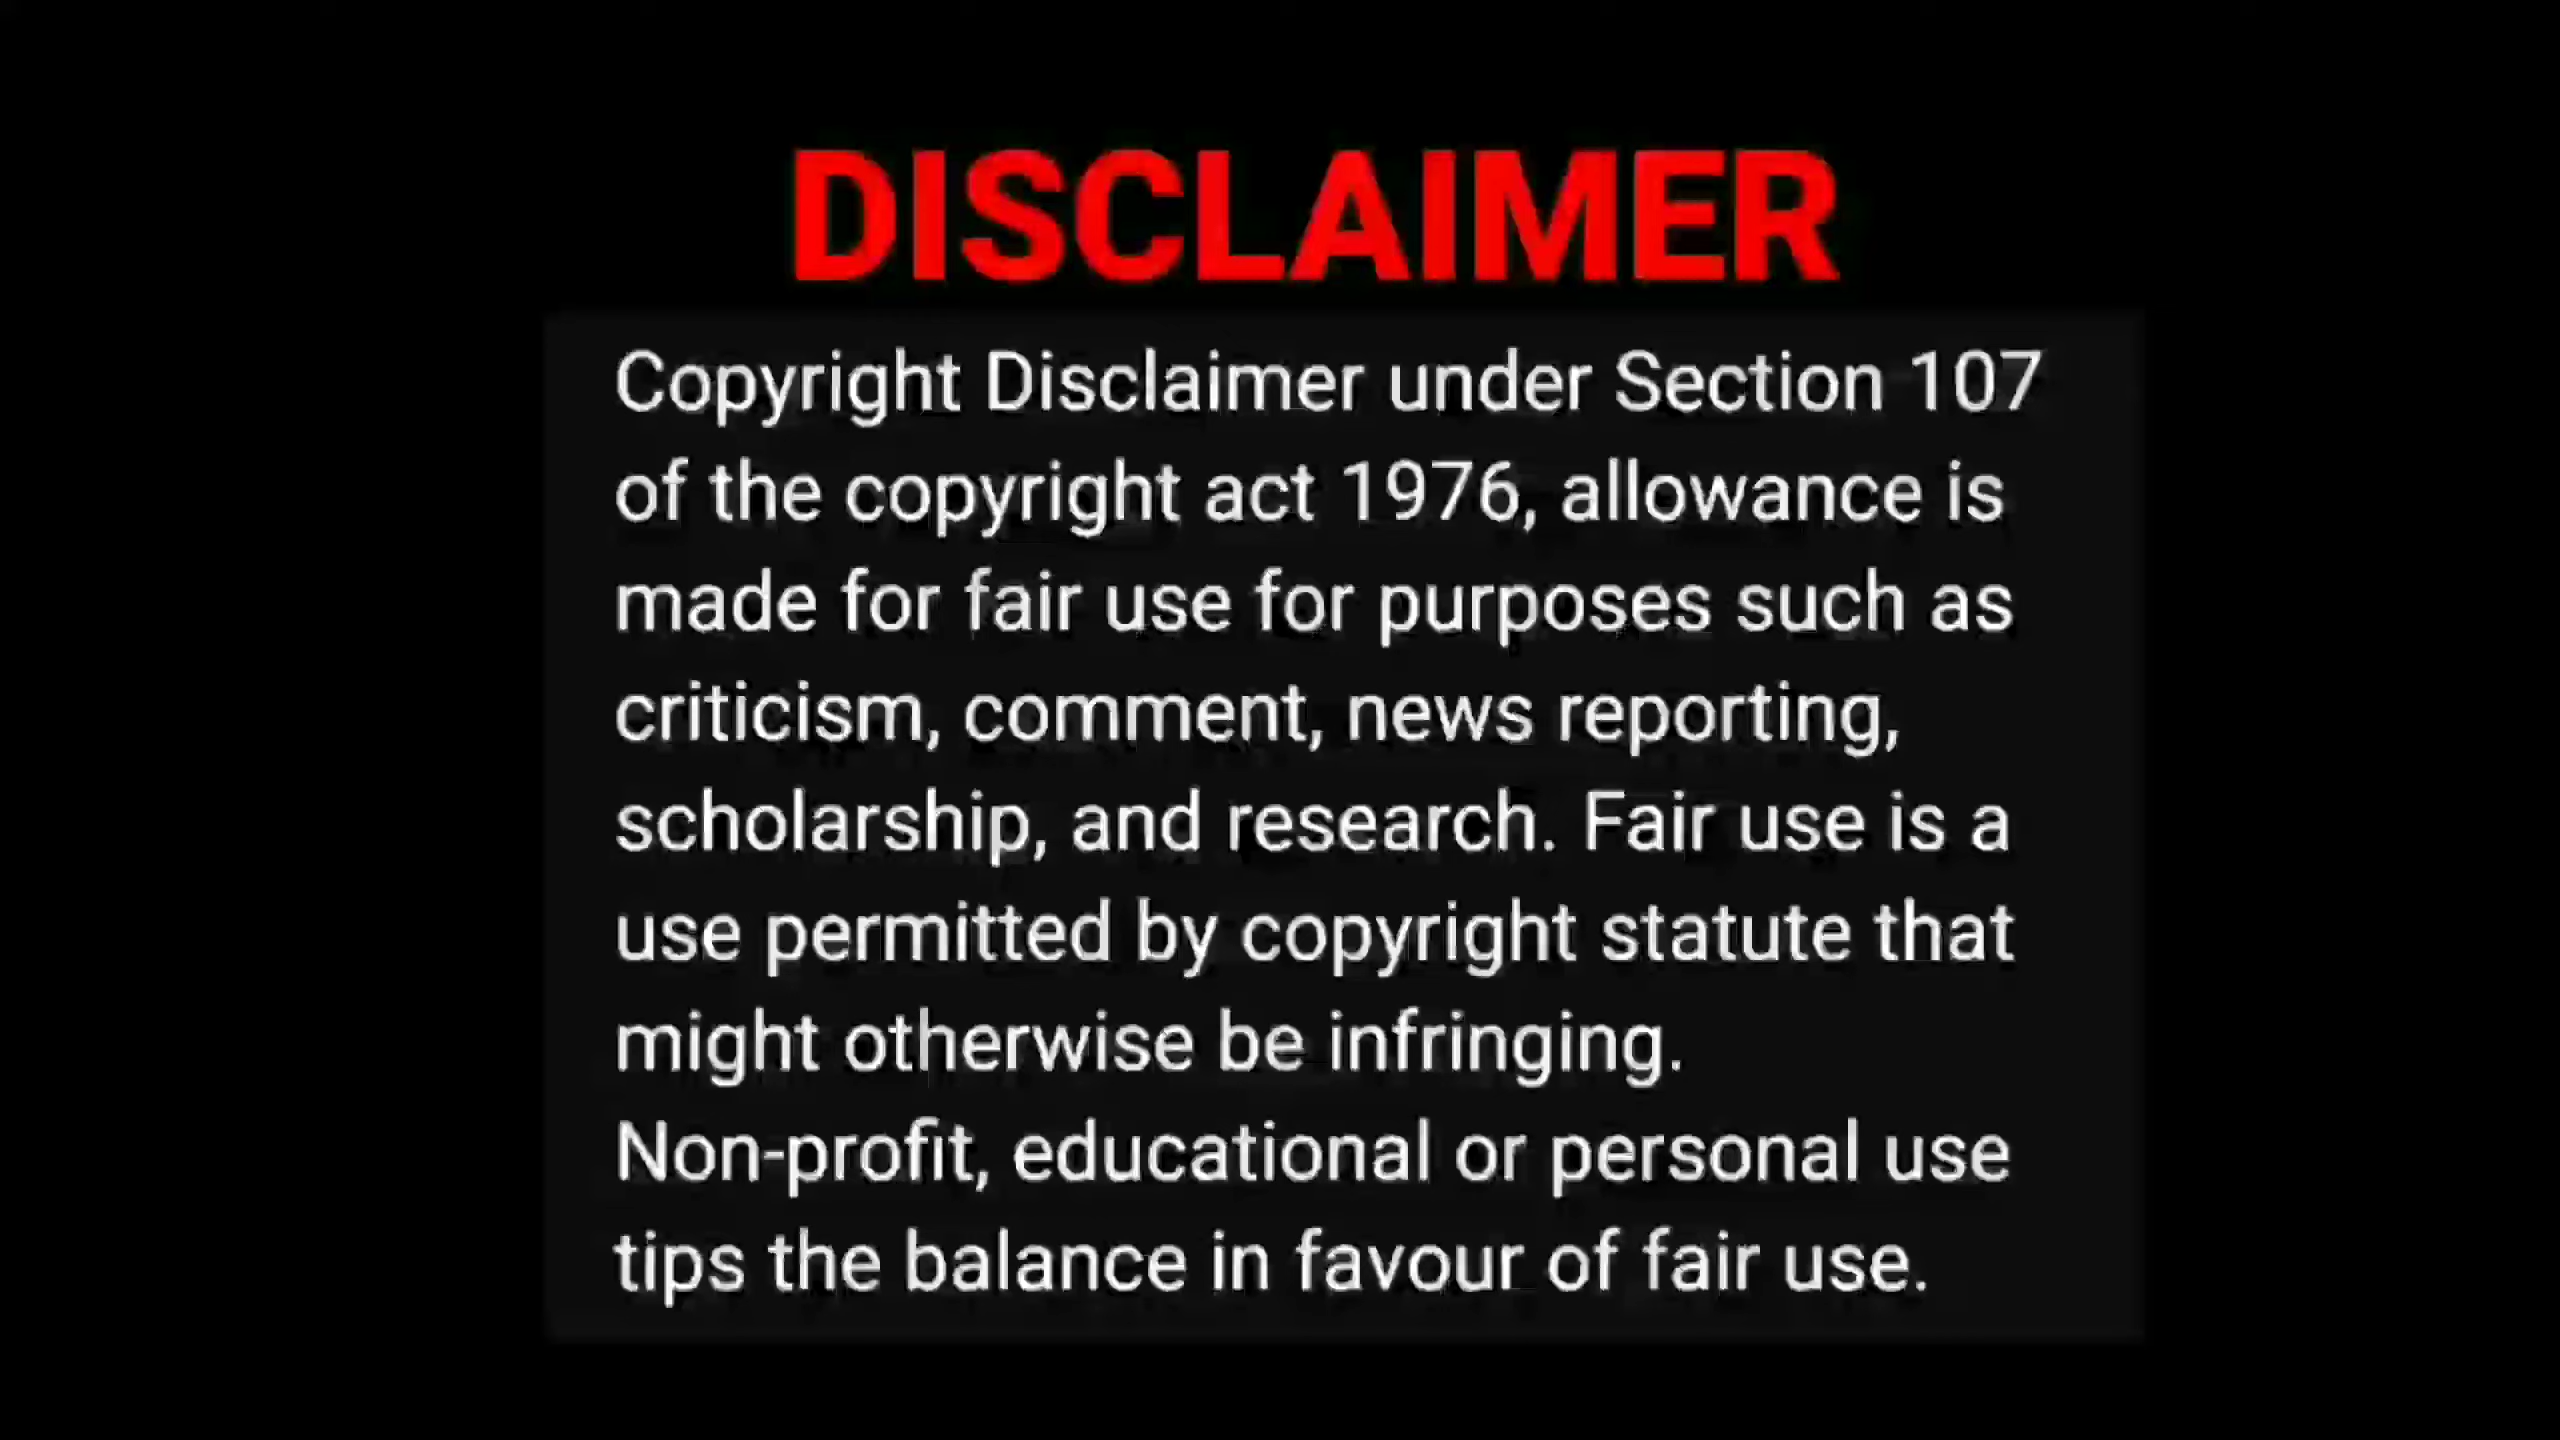 DISCLAIMER
Copyright Disclaimer under Section 107
of the copyright act 1976, allowance is
made for fair use for purposes such as
criticism, comment, news reporting,
scholarship, and research. Fair use is a
use permitted by copyright statute that
might otherwise be infringing.
Non-profit, educational or personal use
tips the balance in favour of fair use.